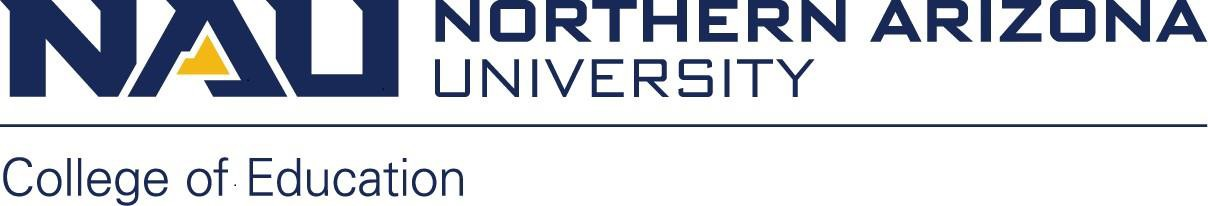 NAU NORTHERN ARIZONA
UNIVERSITY
College of Education